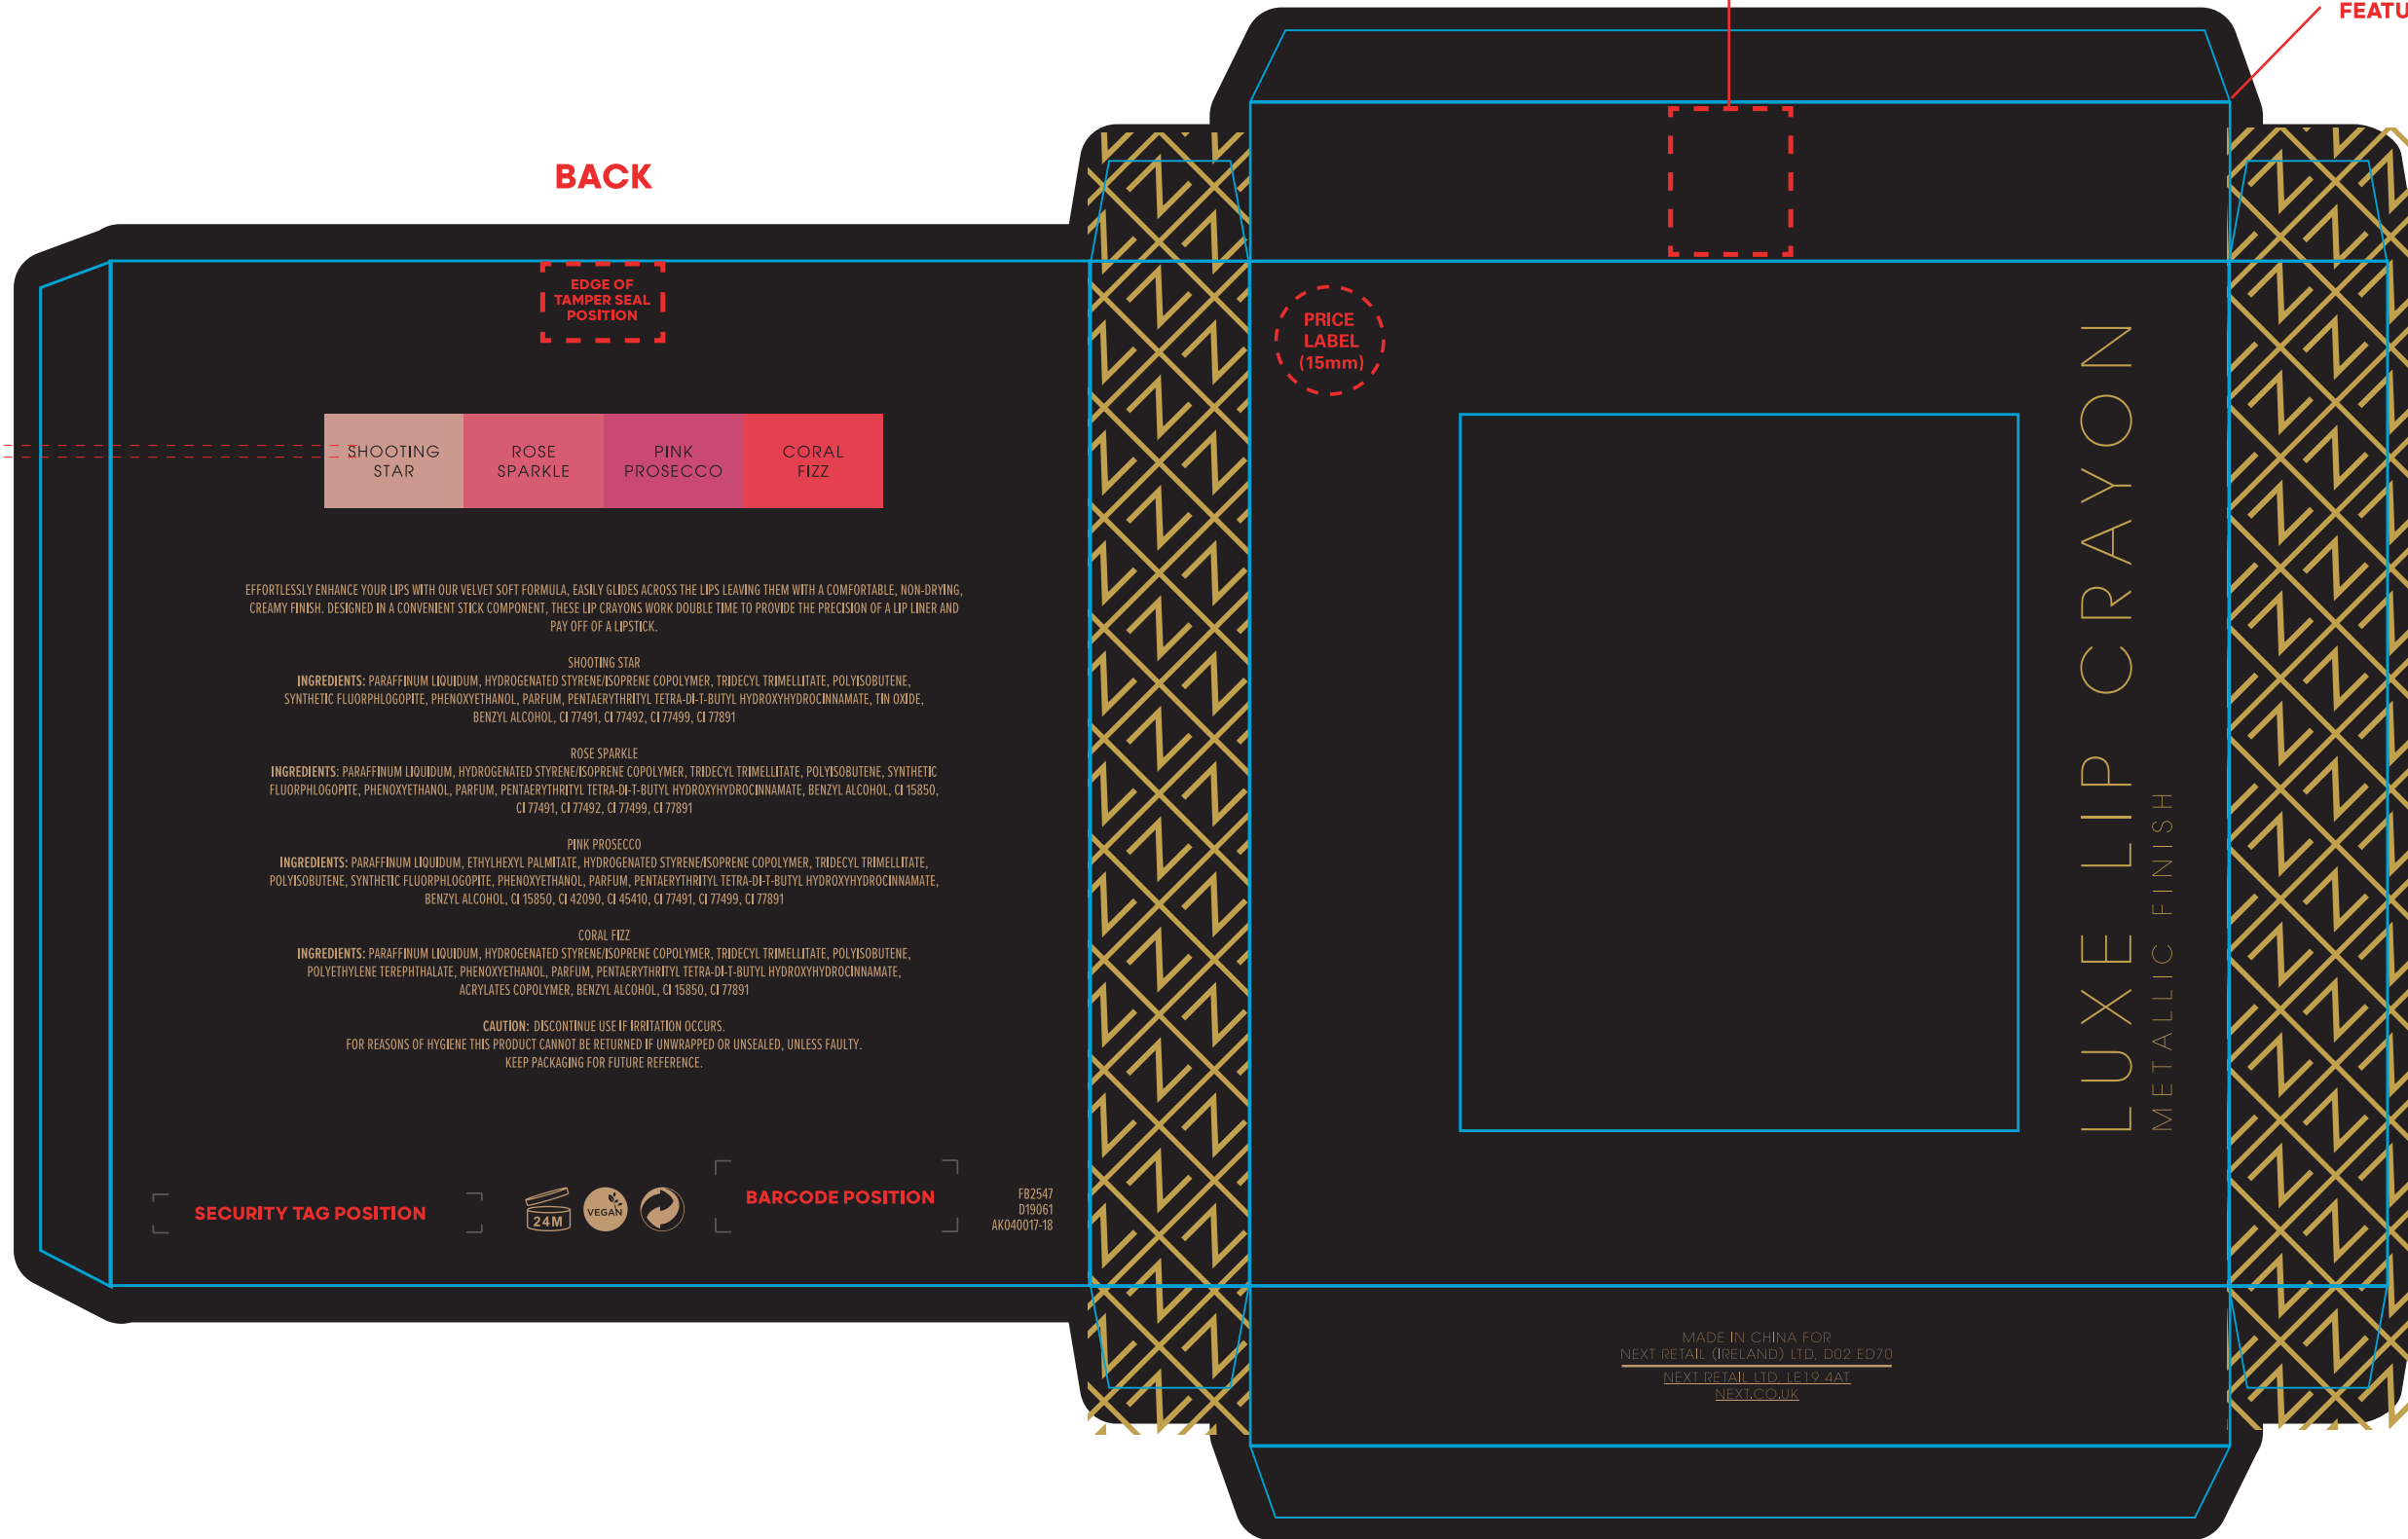 FEATU
BACK
EDGE OF
TAMPER SEAL
POSITION
SHOOTING
STAR
ROSE
SPARKLE
PINK
PROSECCO
CORAL
FIZZ
EFFORTLESSLY ENHANCE YOUR LIPS WITH OUR VELVET SOFT FORMULA, EASILY GLIDES ACROSS THE LIPS LEAVING THEM WITH A COMFORTABLE, NON-DRYING,
CREAMY FINISH. DESIGNED IN A CONVENIENT STICK COMPONENT, THESE LIP CRAYONS WORK DOUBLE TIME TO PROVIDE THE PRECISION OF A LIP LINER AND
PAY OFF OF A LIPSTICK.
SHOOTING STAR
INGREDIENTS: PARAFFINUM LIQUIDUM, HYDROGENATED STYRENE/ISOPRENE COPOLYMER, TRIDECYL TRIMELLITATE, POLYISOBUTENE,
SYNTHETIC FLUORPHLOGOPITE, PHENOXYETHANOL, PARFUM, PENTAERYTHRITYL TETRA-DI-T-BUTYL HYDROXYHYDROCINNAMATE, TIN OXIDE,
BENZYL ALCOHOL, CI 77491, CI 77492, CI 77499, CI 77891
ROSE SPARKLE
INGREDIENTS: PARAFFINUM LIQUIDUM, HYDROGENATED STYRENE/ISOPRENE COPOLYMER, TRIDECYL TRIMELLITATE, POLYISOBUTENE, SYNTHETIC
FLUORPHLOGOPITE, PHENOXYETHANOL, PARFUM, PENTAERYTHRITYL TETRA-DI-T-BUTYL HYDROXYHYDROCINNAMATE, BENZYL ALCOHOL, CI 15850,
CI 77491, CI 77492, CI 77499, CI 77891
PINK PROSECCO
INGREDIENTS: PARAFFINUM LIQUIDUM, ETHYLHEXYL PALMITATE, HYDROGENATED STYRENE/ISOPRENE COPOLYMER, TRIDECYL TRIMELLITATE,
POLYISOBUTENE, SYNTHETIC FLUORPHLOGOPITE, PHENOXYETHANOL, PARFUM, PENTAERYTHRITYL TETRA-DI-T-BUTYL HYDROXYHYDROCINNAMATE,
BENZYL ALCOHOL, CI 15850, CI 42090, CI 45410, CI 77491, CI 77499, CI 77891
CORAL FIZZ
INGREDIENTS: PARAFFINUM LIQUIDUM, HYDROGENATED STYRENE/ISOPRENE COPOLYMER, TRIDECYL TRIMELLITATE, POLYISOBUTENE,
POLYETHYLENE TEREPHTHALATE, PHENOXYETHANOL, PARFUM, PENTAERYTHRITYL TETRA-DI-T-BUTYL HYDROXYHYDROCINNAMATE,
ACRYLATES COPOLYMER, BENZYL ALCOHOL, CI 15850, CI 77891
CAUTION: DISCONTINUE USE IF IRRITATION OCCURS.
FOR REASONS OF HYGIENE THIS PRODUCT CANNOT BE RETURNED IF UNWRAPPED OR UNSEALED, UNLESS FAULTY.
KEEP PACKAGING FOR FUTURE REFERENCE.
SECURITY TAG POSITION
24M
VEGAN
BARCODE POSITION
FB2547
D19061
AK040017-18
PRICE
LABEL
(15mm)
LUXE LIP CRAYON
METALLIC FINISH
MADE IN CHINA FOR
NEXT RETAIL (IRELAND) LTD, D02 ED70
NEXT RETAIL LTD, LE19 4AT
NEXT.CO.UK